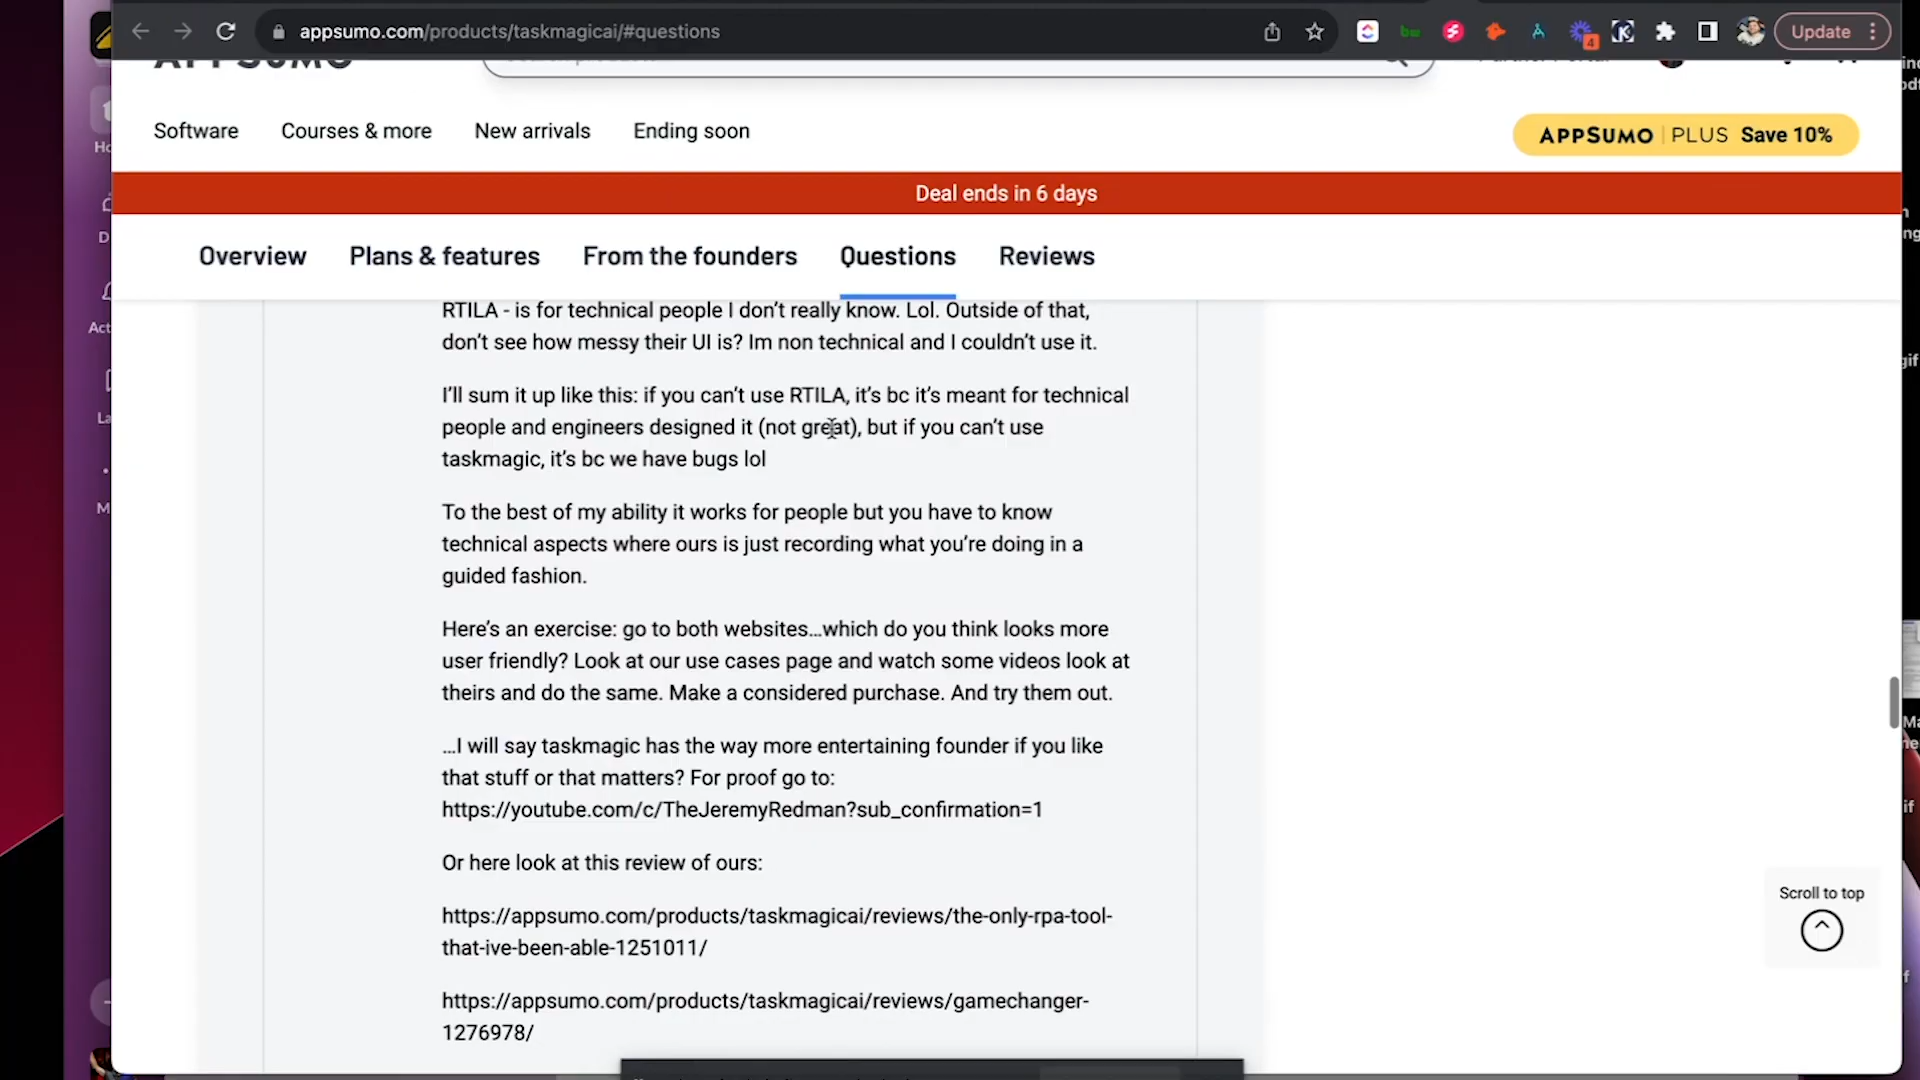 appsumo.com/products/taskmagicai/#questions
Update
4
APPSUMO
Software
Courses & more
New arrivals
Ending soon
APPSUMO | PLUS Save 10%
Deal ends in 6 days
Overview
Plans & features
From the founders
Questions
Reviews
RTILA - is for technical people I don’t really know. Lol. Outside of that,
don’t see how messy their UI is? Im non technical and I couldn’t use it.
I’ll sum it up like this: if you can’t use RTILA, it’s bc it’s meant for technical
people and engineers designed it (not great), but if you can’t use
taskmagic, it’s bc we have bugs lol
To the best of my ability it works for people but you have to know
technical aspects where ours is just recording what you’re doing in a
guided fashion.
Here’s an exercise: go to both websites…which do you think looks more
user friendly? Look at our use cases page and watch some videos look at
theirs and do the same. Make a considered purchase. And try them out.
…I will say taskmagic has the way more entertaining founder if you like
that stuff or that matters? For proof go to:
https://youtube.com/c/TheJeremyRedman?sub_confirmation=1
Or here look at this review of ours:
https://appsumo.com/products/taskmagicai/reviews/the-only-rpa-tool-
that-ive-been-able-1251011/
https://appsumo.com/products/taskmagicai/reviews/gamechanger-
1276978/
Scroll to top